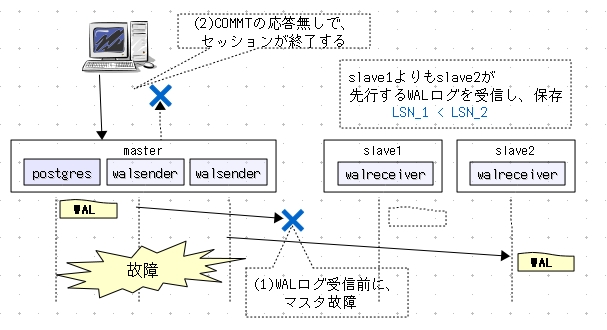 (2)COMMTの応答無しで、
セッションが終了する
slave1よりもslave2が
先行するWALログを受信し、保存
LSN_1 < LSN_2
master
slave1
slave2
postgres
walsender
walsender
walreceiver
walreceiver
WAL
故障
WAL
(1)WALログ受信前に、
マスタ故障